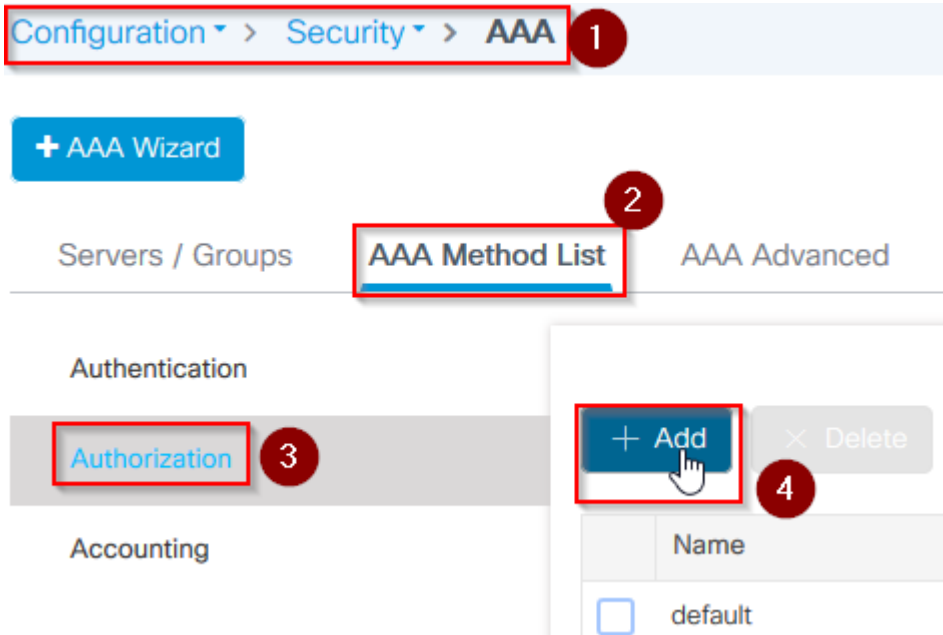 Configuration > Security > AAA 1
+ AAA Wizard
2
Servers / Groups AAA Method List AAA Advanced
Authentication
+ Add × Delete
Authorization 3
4
Accounting
Name
default